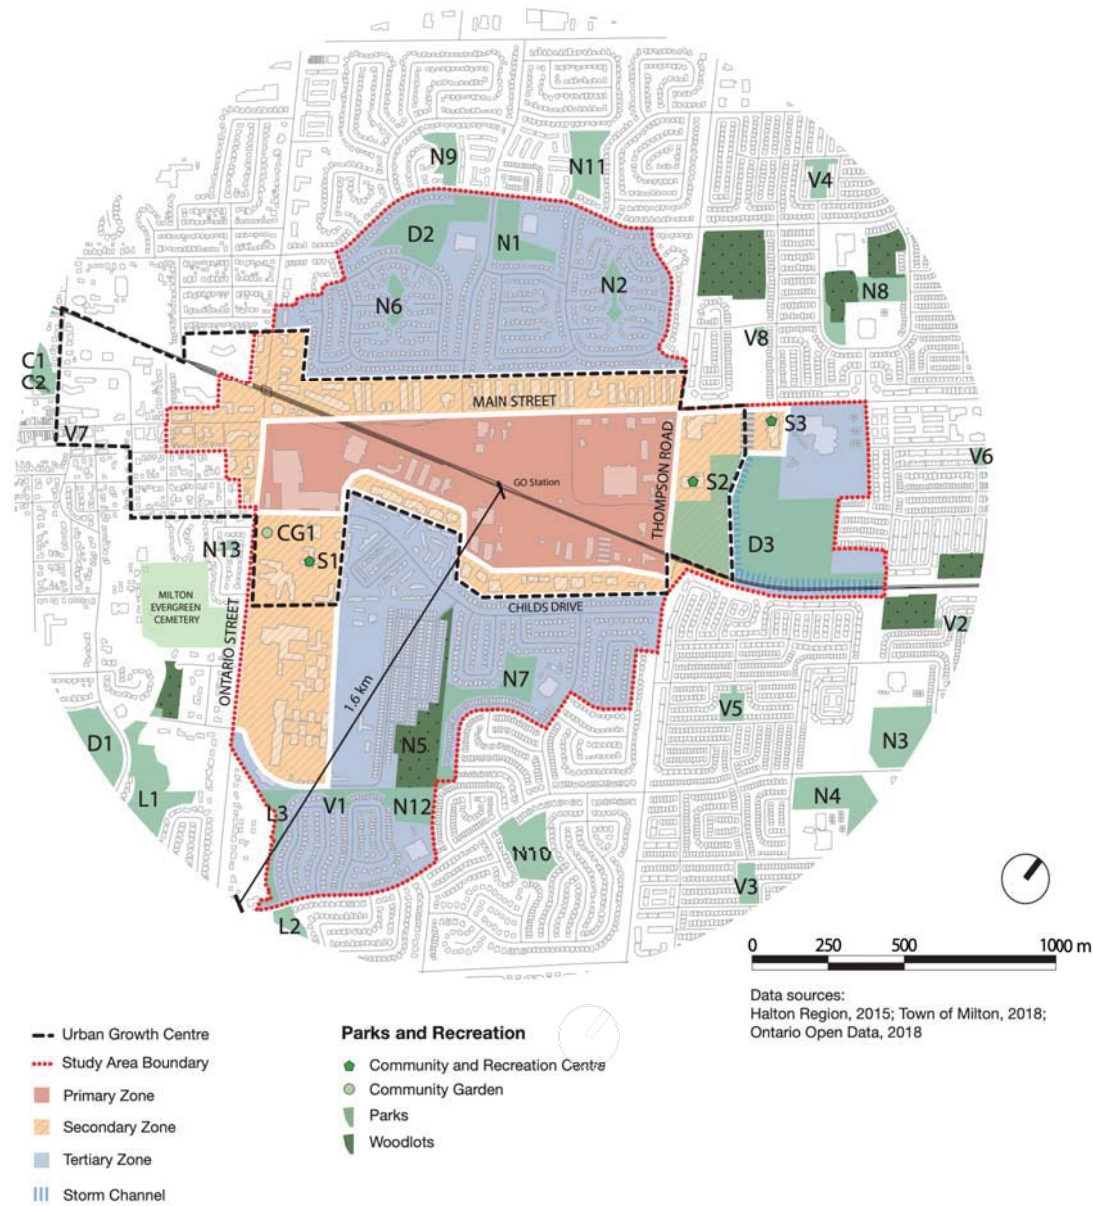 N9
N11
V4
D2
N1
N2
N6
N8
V8
C1
C2
V7
MAIN STREET
S3
V6
GO Station
THOMPSON ROAD
S2
CG1
S1
N13
D3
MILTON
EVERGREEN
CEMETERY
ONTARIO STREET
CHILDS DRIVE
V2
1.6 km
N7
V5
D1
N5
N3
L1
L3
V1
N12
N4
N10
V3
L2
0 250 500 1000 m
Data sources:
Halton Region, 2015; Town of Milton, 2018;
Ontario Open Data, 2018
Urban Growth Centre
Study Area Boundary
Primary Zone
Secondary Zone
Tertiary Zone
Storm Channel
Parks and Recreation
Community and Recreation Centre
Community Garden
Parks
Woodlots